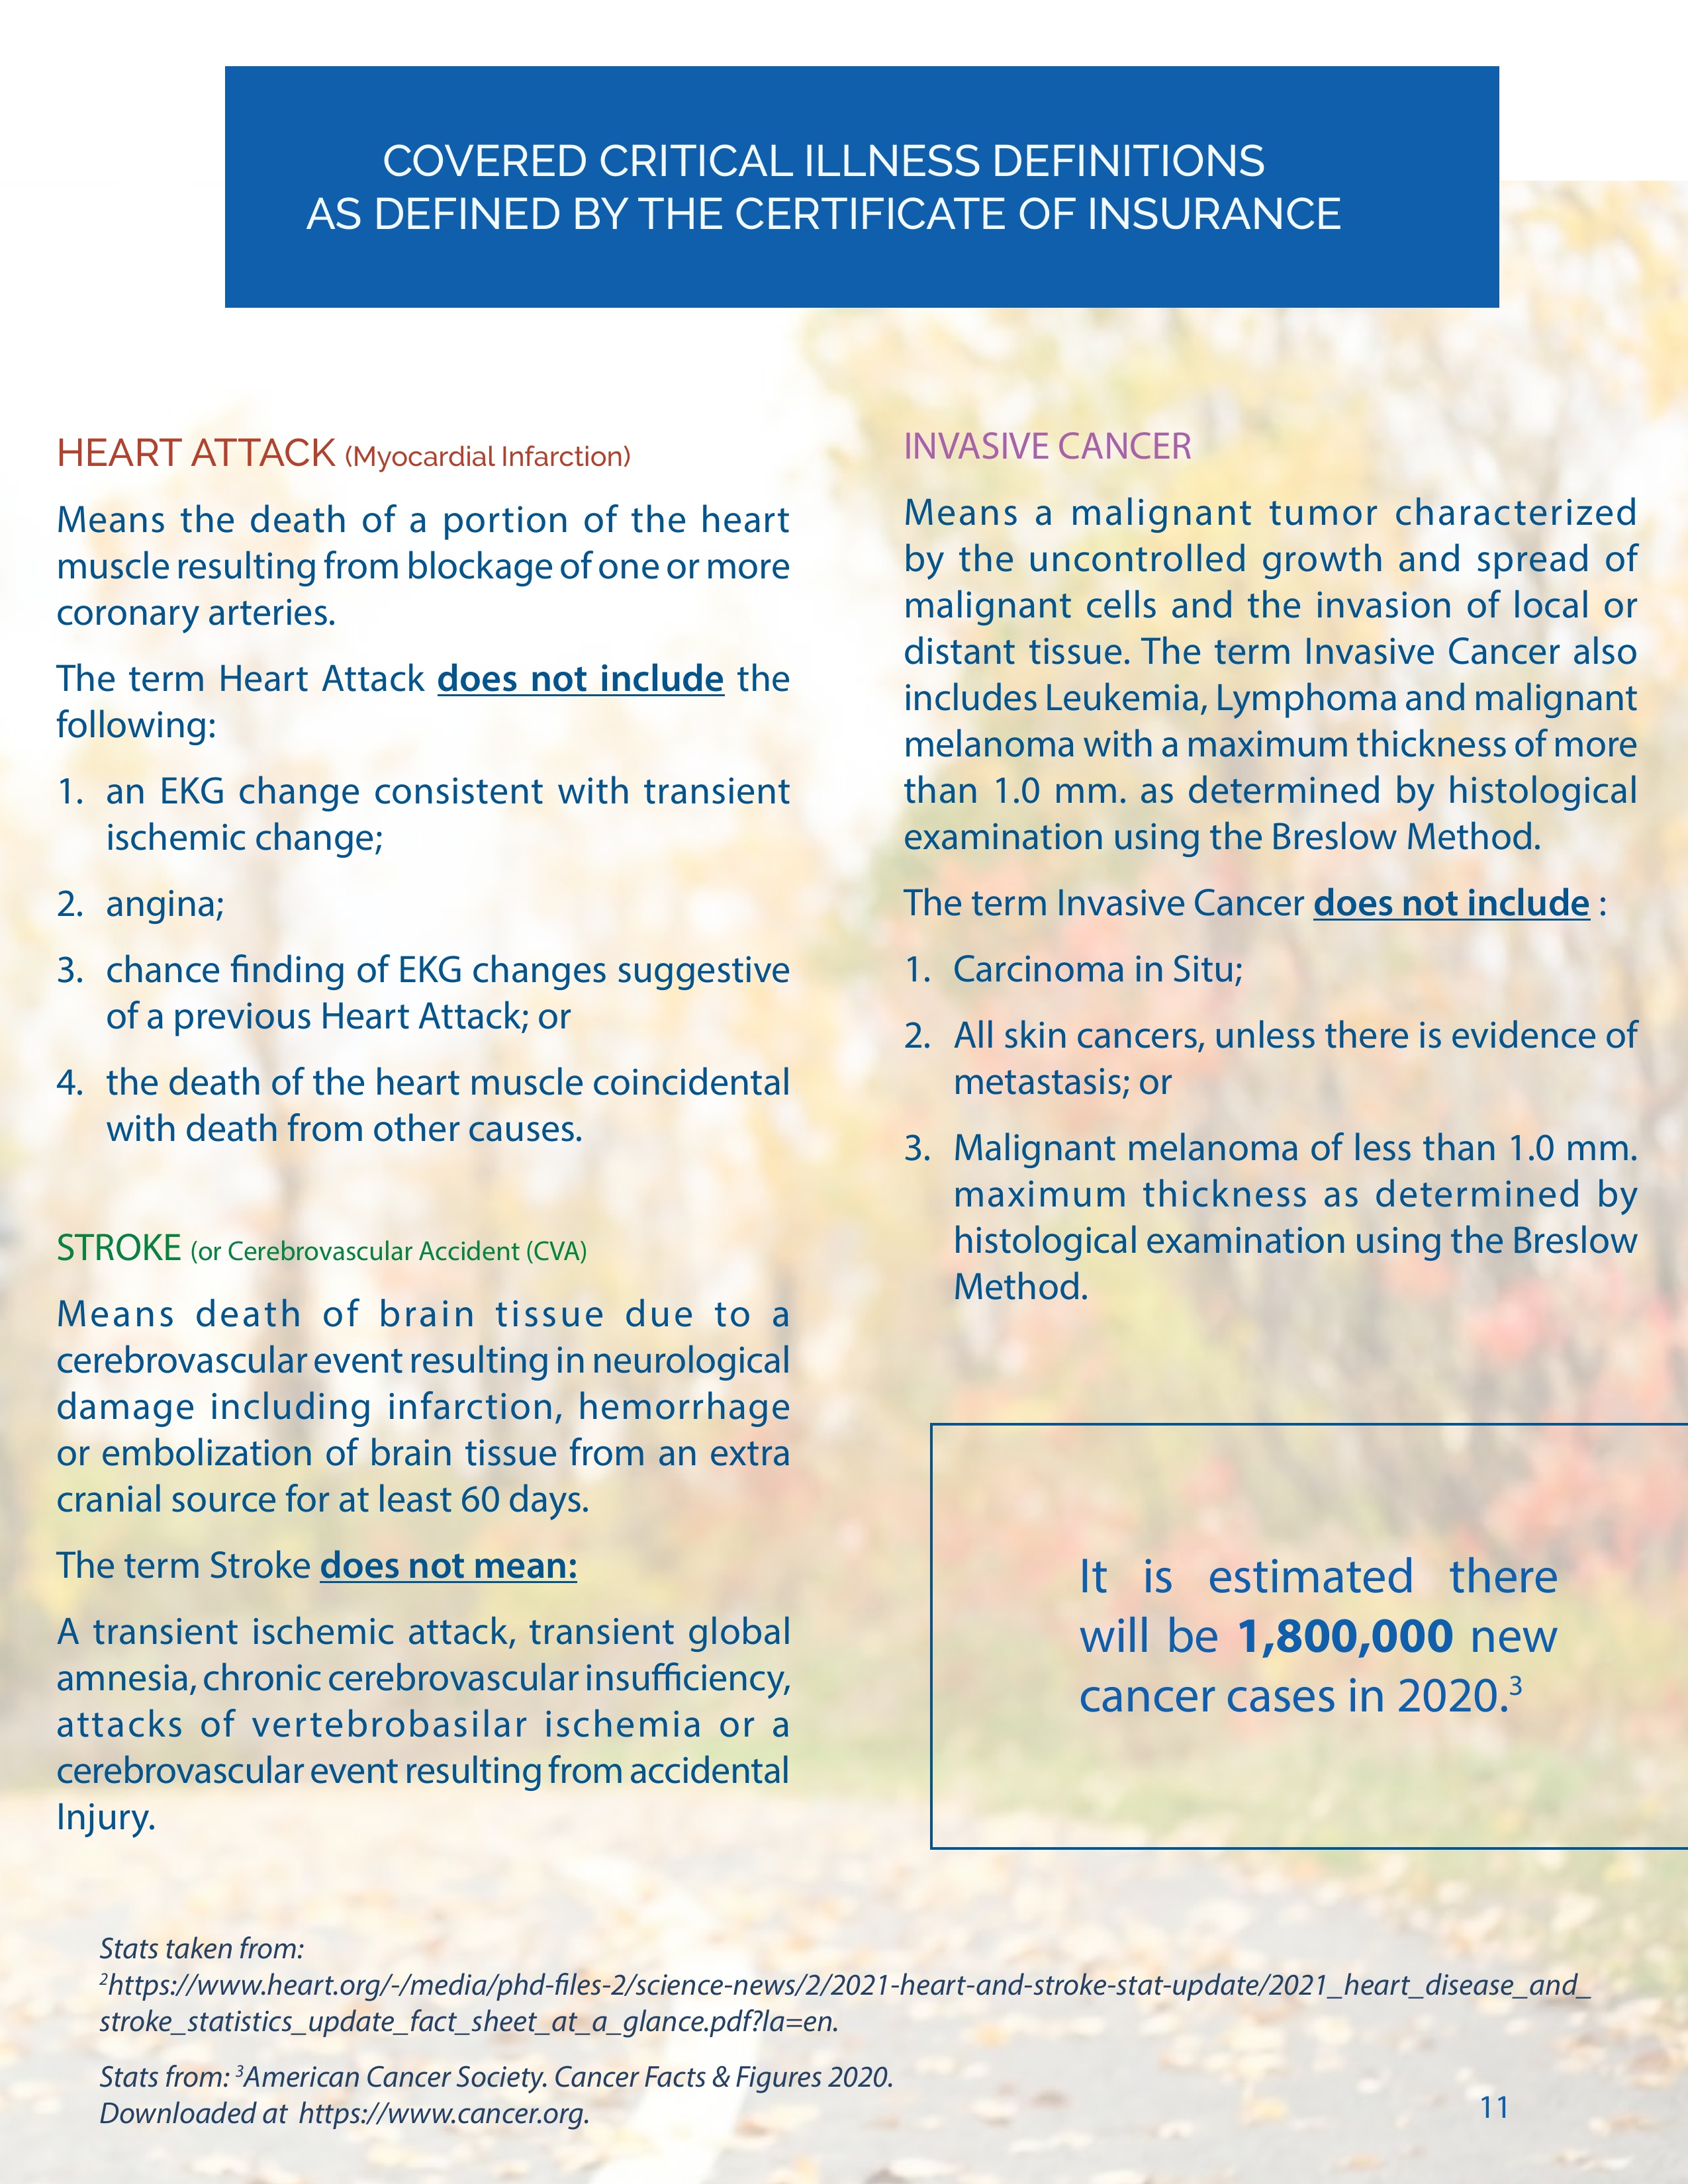 COVERED CRITICAL ILLNESS DEFINITIONS
AS DEFINED BY THE CERTIFICATE OF INSURANCE
HEART ATTACK (Myocardial Infarction)
Means the death of a portion of the heart
muscle resulting from blockage of one or more
coronary arteries.
The term Heart Attack does not include the
following:
1. an EKG change consistent with transient
ischemic change;
2. angina;
3. chance finding of EKG changes suggestive
of a previous Heart Attack; or
4. the death of the heart muscle coincidental
with death from other causes.
STROKE (or Cerebrovascular Accident (CVA)
Means death of brain tissue due to a
cerebrovascular event resulting in neurological
damage including infarction, hemorrhage
or embolization of brain tissue from an extra
cranial source for at least 60 days.
The term Stroke does not mean:
A transient ischemic attack, transient global
amnesia, chronic cerebrovascular insufficiency,
attacks of vertebrobasilar ischemia or a
cerebrovascular event resulting from accidental
Injury.
INVASIVE CANCER
Means a malignant tumor characterized
by the uncontrolled growth and spread of
malignant cells and the invasion of local or
distant tissue. The term Invasive Cancer also
includes Leukemia, Lymphoma and malignant
melanoma with a maximum thickness of more
than 1.0 mm. as determined by histological
examination using the Breslow Method.
The term Invasive Cancer does not include :
1. Carcinoma in Situ;
2. All skin cancers, unless there is evidence of
metastasis; or
3. Malignant melanoma of less than 1.0 mm.
maximum thickness as determined by
histological examination using the Breslow
Method.
It is estimated there
will be 1,800,000 new
cancer cases in 2020.³
Stats taken from:
²https://www.heart.org/-/media/phd-files-2/science-news/2/2021-heart-and-stroke-stat-update/2021_heart_disease_and_
stroke_statistics_update_fact_sheet_at_a_glance.pdf?la=en.
Stats from: ³American Cancer Society. Cancer Facts & Figures 2020.
Downloaded at https://www.cancer.org.
11